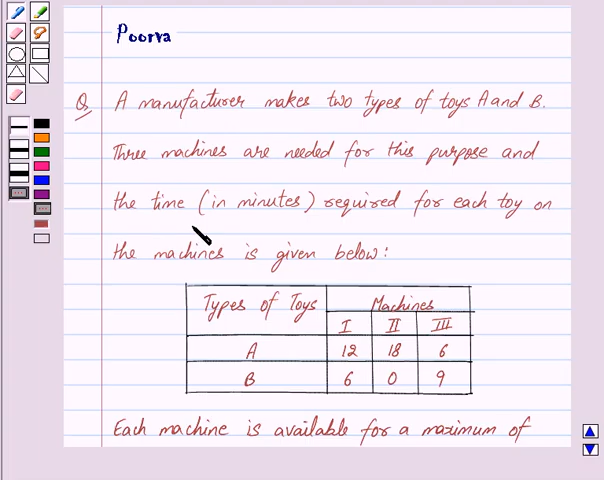 Poorva
Q. A manufacturer makes two types of toys A and B.
Three machines are needed for this purpose and
the time (in minutes) required for each toy on
the machines is given below:
Types of Toys Machines
I II III
A 12 18 6
B 6 0 9
Each machine is available for a maximum of